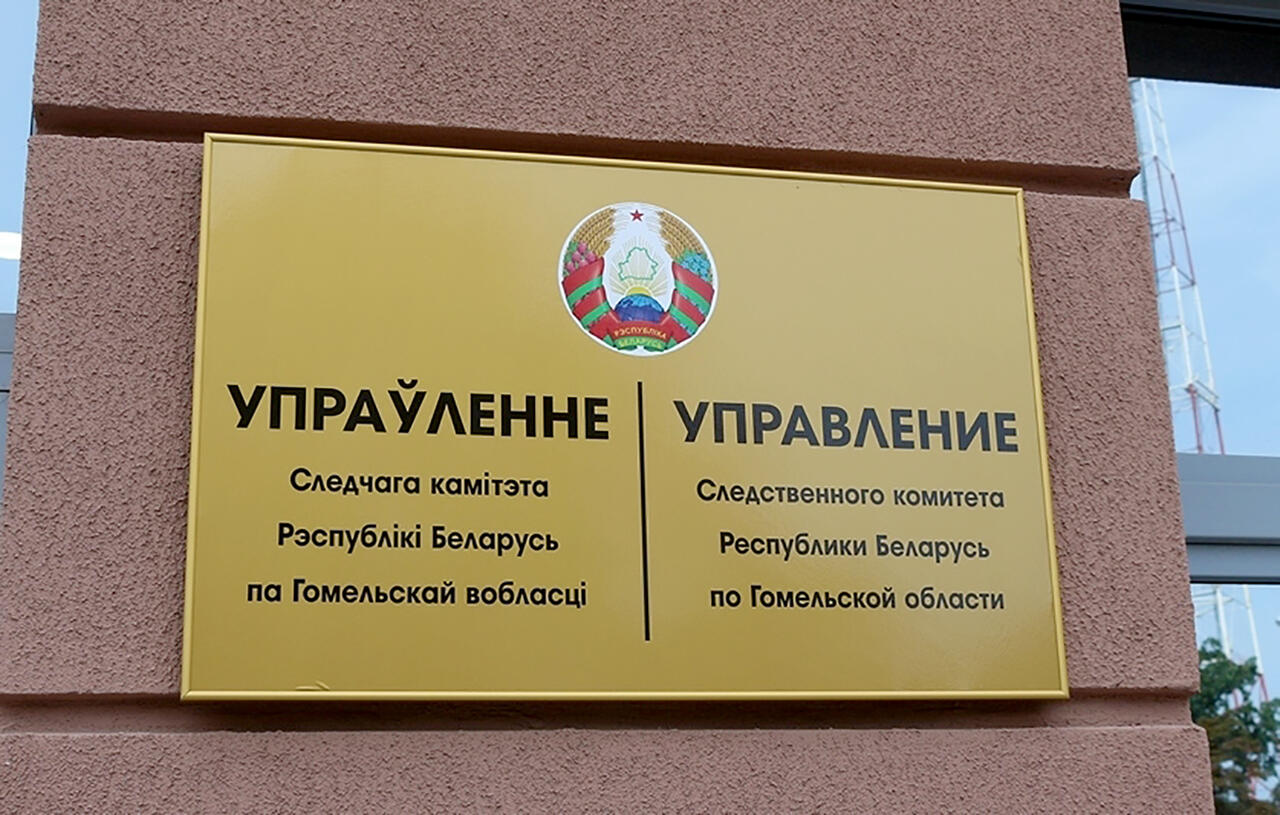 РЭСПУБЛІКА
БЕЛАРУСЬ
УПРАЎЛЕННЕ
Следчага камітэта
Рэспублікі Беларусь
па Гомельскай вобласці
УПРАВЛЕНИЕ
Следственного комитета
Республики Беларусь
по Гомельской области